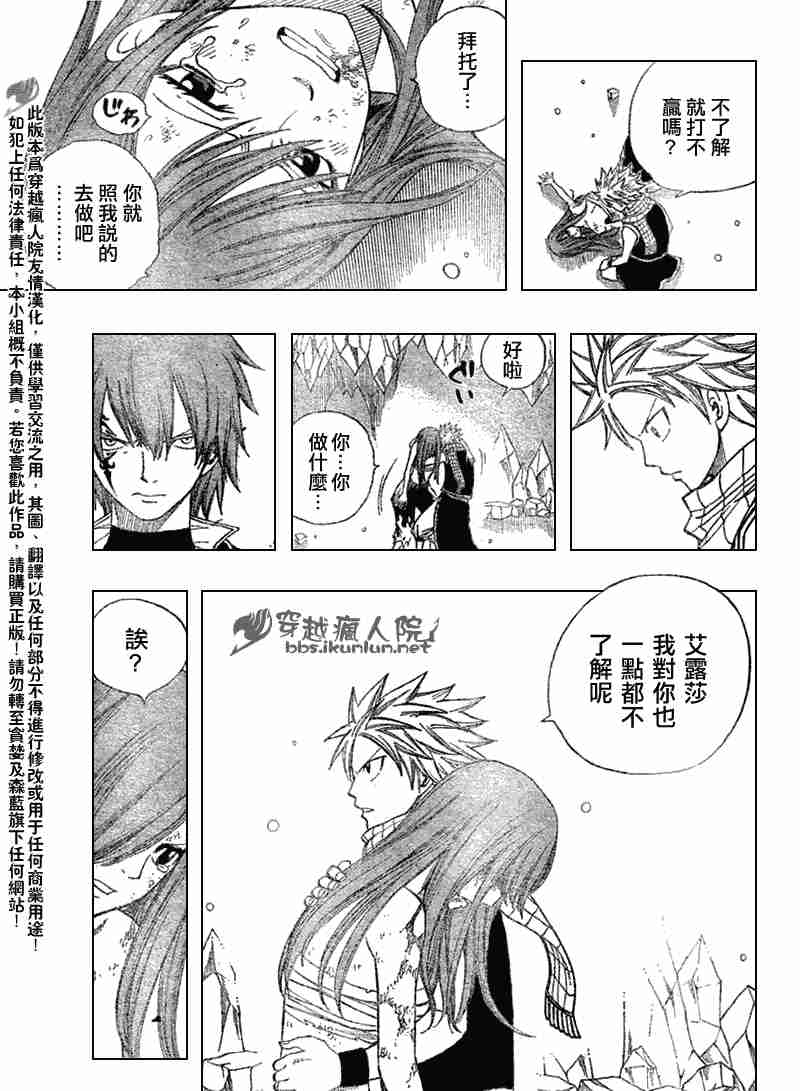 不了解
就打不
贏嗎？
拜托了…
じわ
你就
照我說的
去做吧
…………
好啦
ぐい
你…你
做什麼…
艾露莎
我對你也
一點都不
了解呢
誒？
穿越瘋人院
bbs.ikunlun.net
此版本爲穿越瘋人院友情漢化，僅供學習交流之用，其圖、翻譯以及任何部分不得進行修改或用于任何商業用途！
如犯上任何法律責任，本小組概不負責。若您喜歡此作品，請購買正版！請勿轉至貪婪及森藍旗下任何網站！